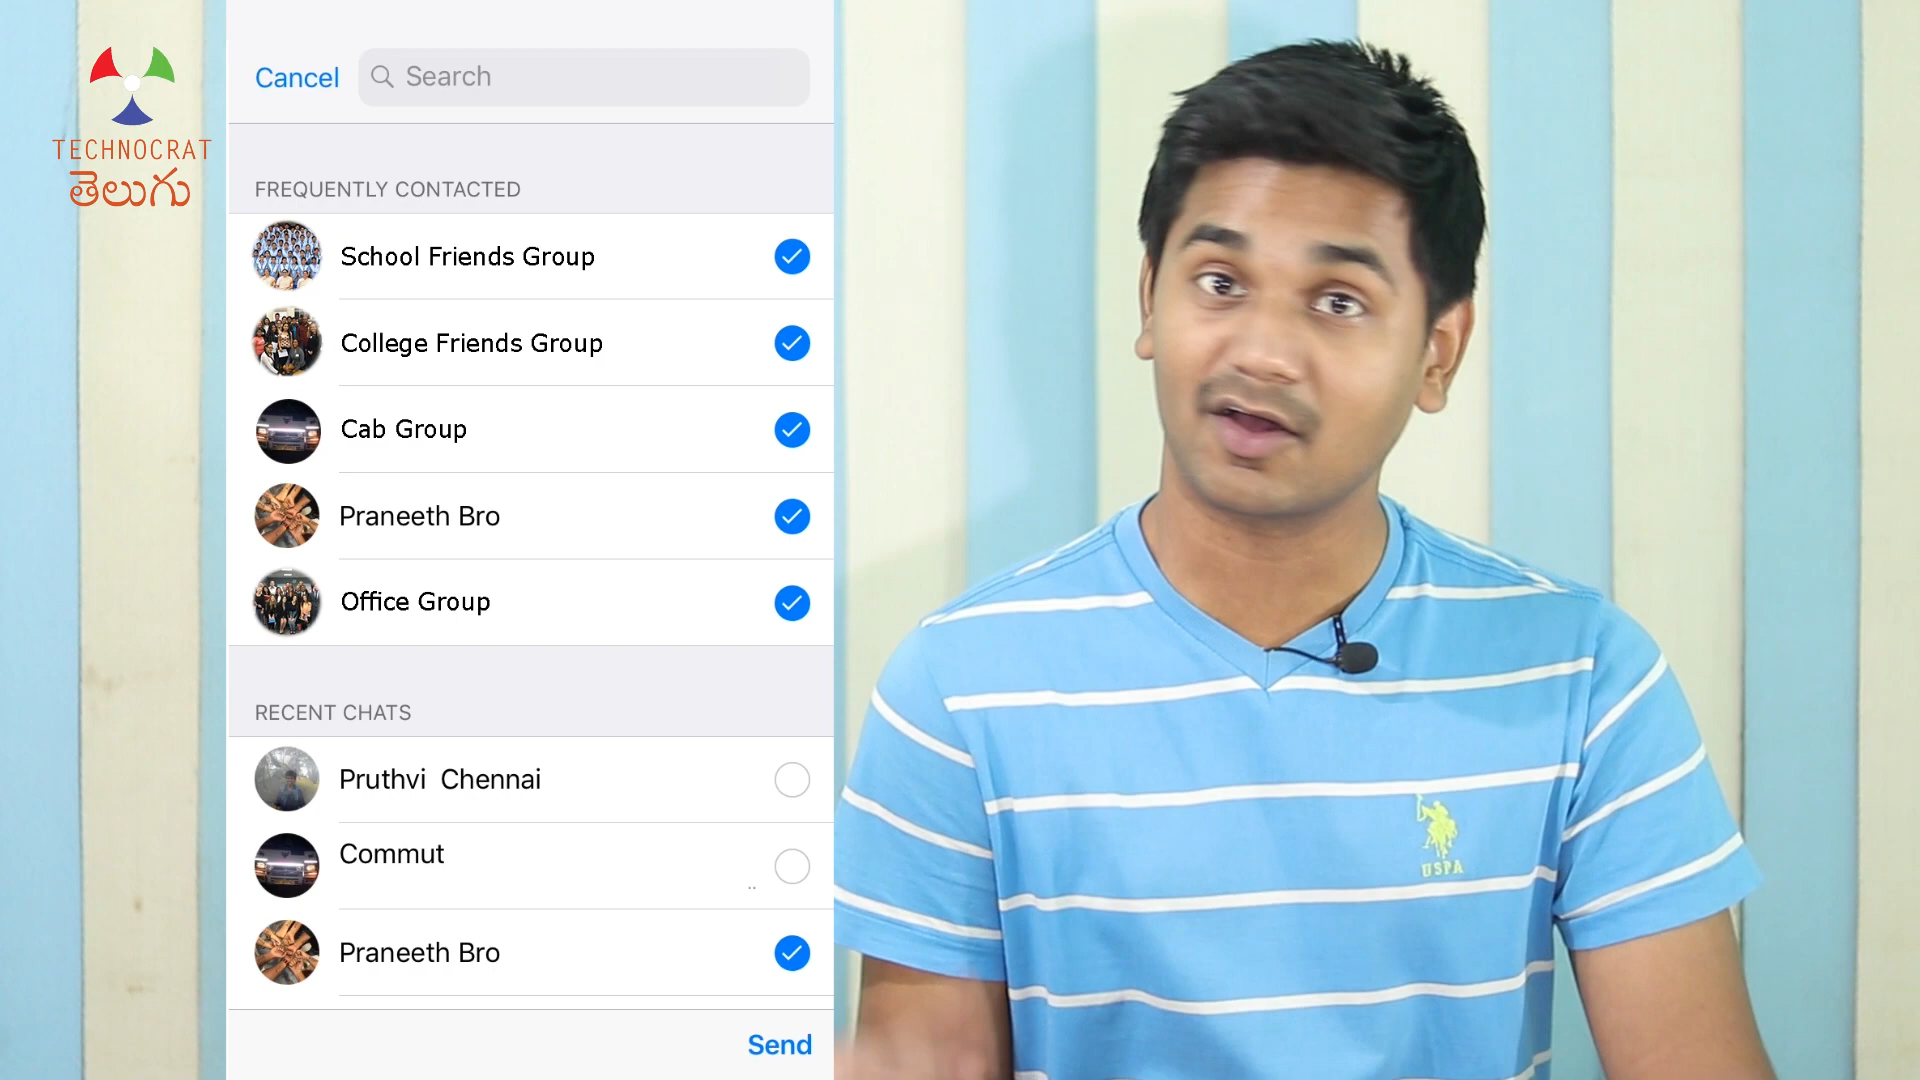 TECHNOCRAT
తెలుగు
Cancel
Search
FREQUENTLY CONTACTED
School Friends Group
College Friends Group
Cab Group
Praneeth Bro
Office Group
RECENT CHATS
Pruthvi Chennai
Commut
..
Praneeth Bro
Send
USPA